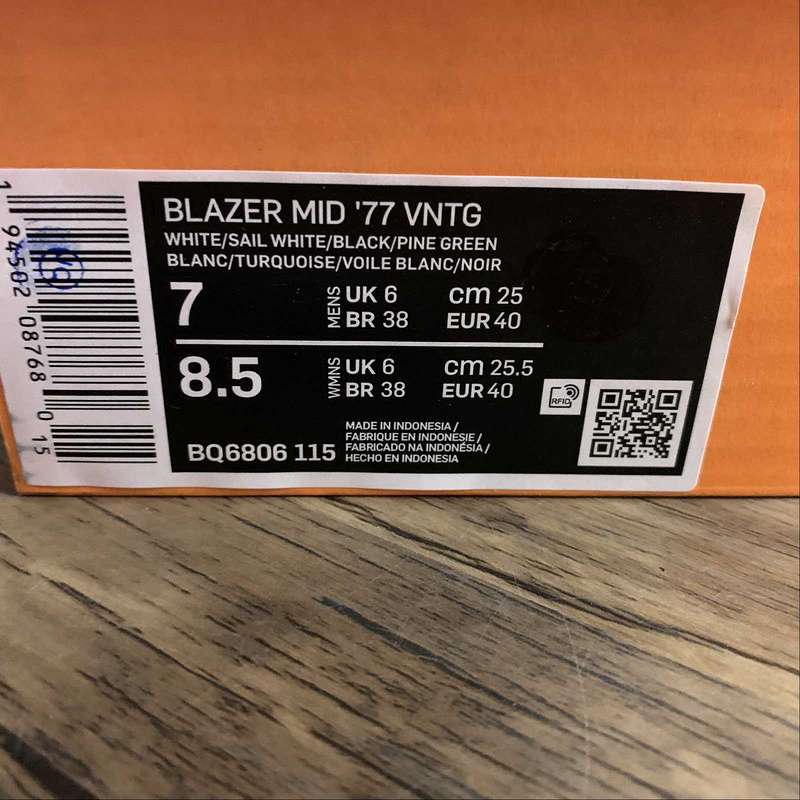 BLAZER MID '77 VNTG
WHITE/SAIL WHITE/BLACK/PINE GREEN
BLANC/TURQUOISE/VOILE BLANC/NOIR
7 MENS UK 6 cm 25
BR 38 EUR 40
8.5 WMNS UK 6 cm 25.5
BR 38 EUR 40
RFID
BQ6806 115
MADE IN INDONESIA /
FABRIQUE EN INDONESIE /
FABRICADO NA INDONÉSIA /
HECHO EN INDONESIA
1 94502 08768 0 15